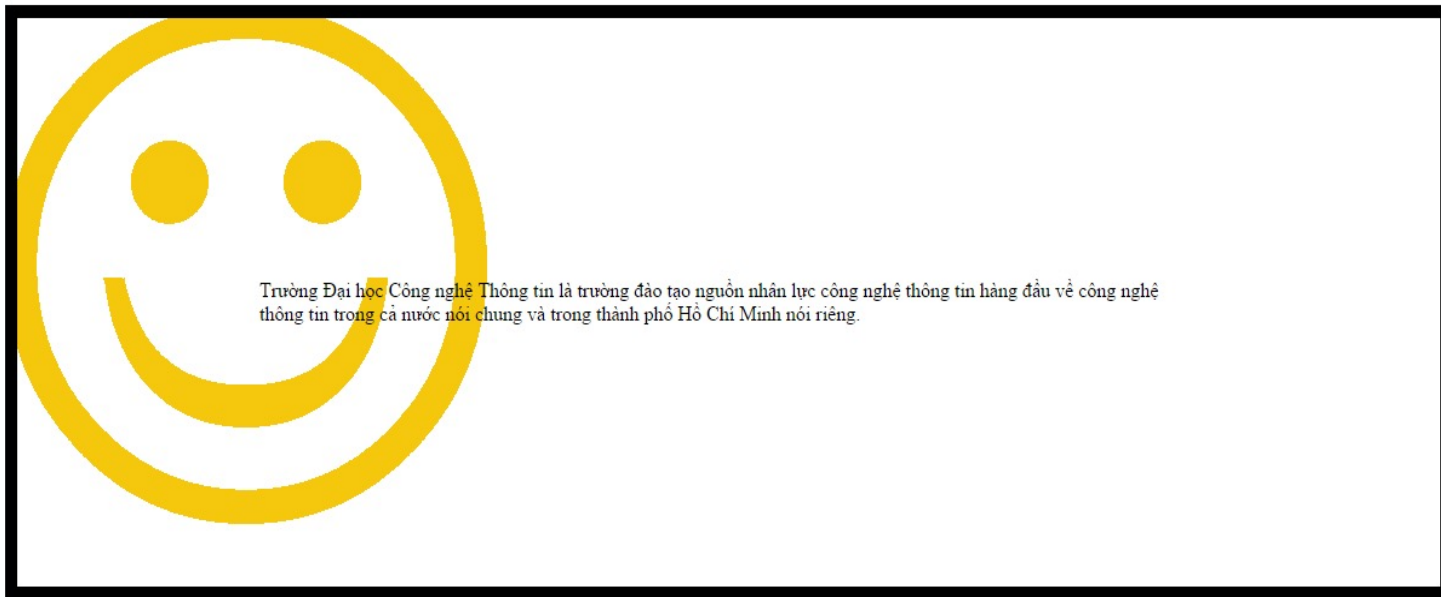 Trường Đại học Công nghệ Thông tin là trường đào tạo nguồn nhân lực công nghệ thông tin hàng đầu về công nghệ
thông tin trong cả nước nói chung và trong thành phố Hồ Chí Minh nói riêng.